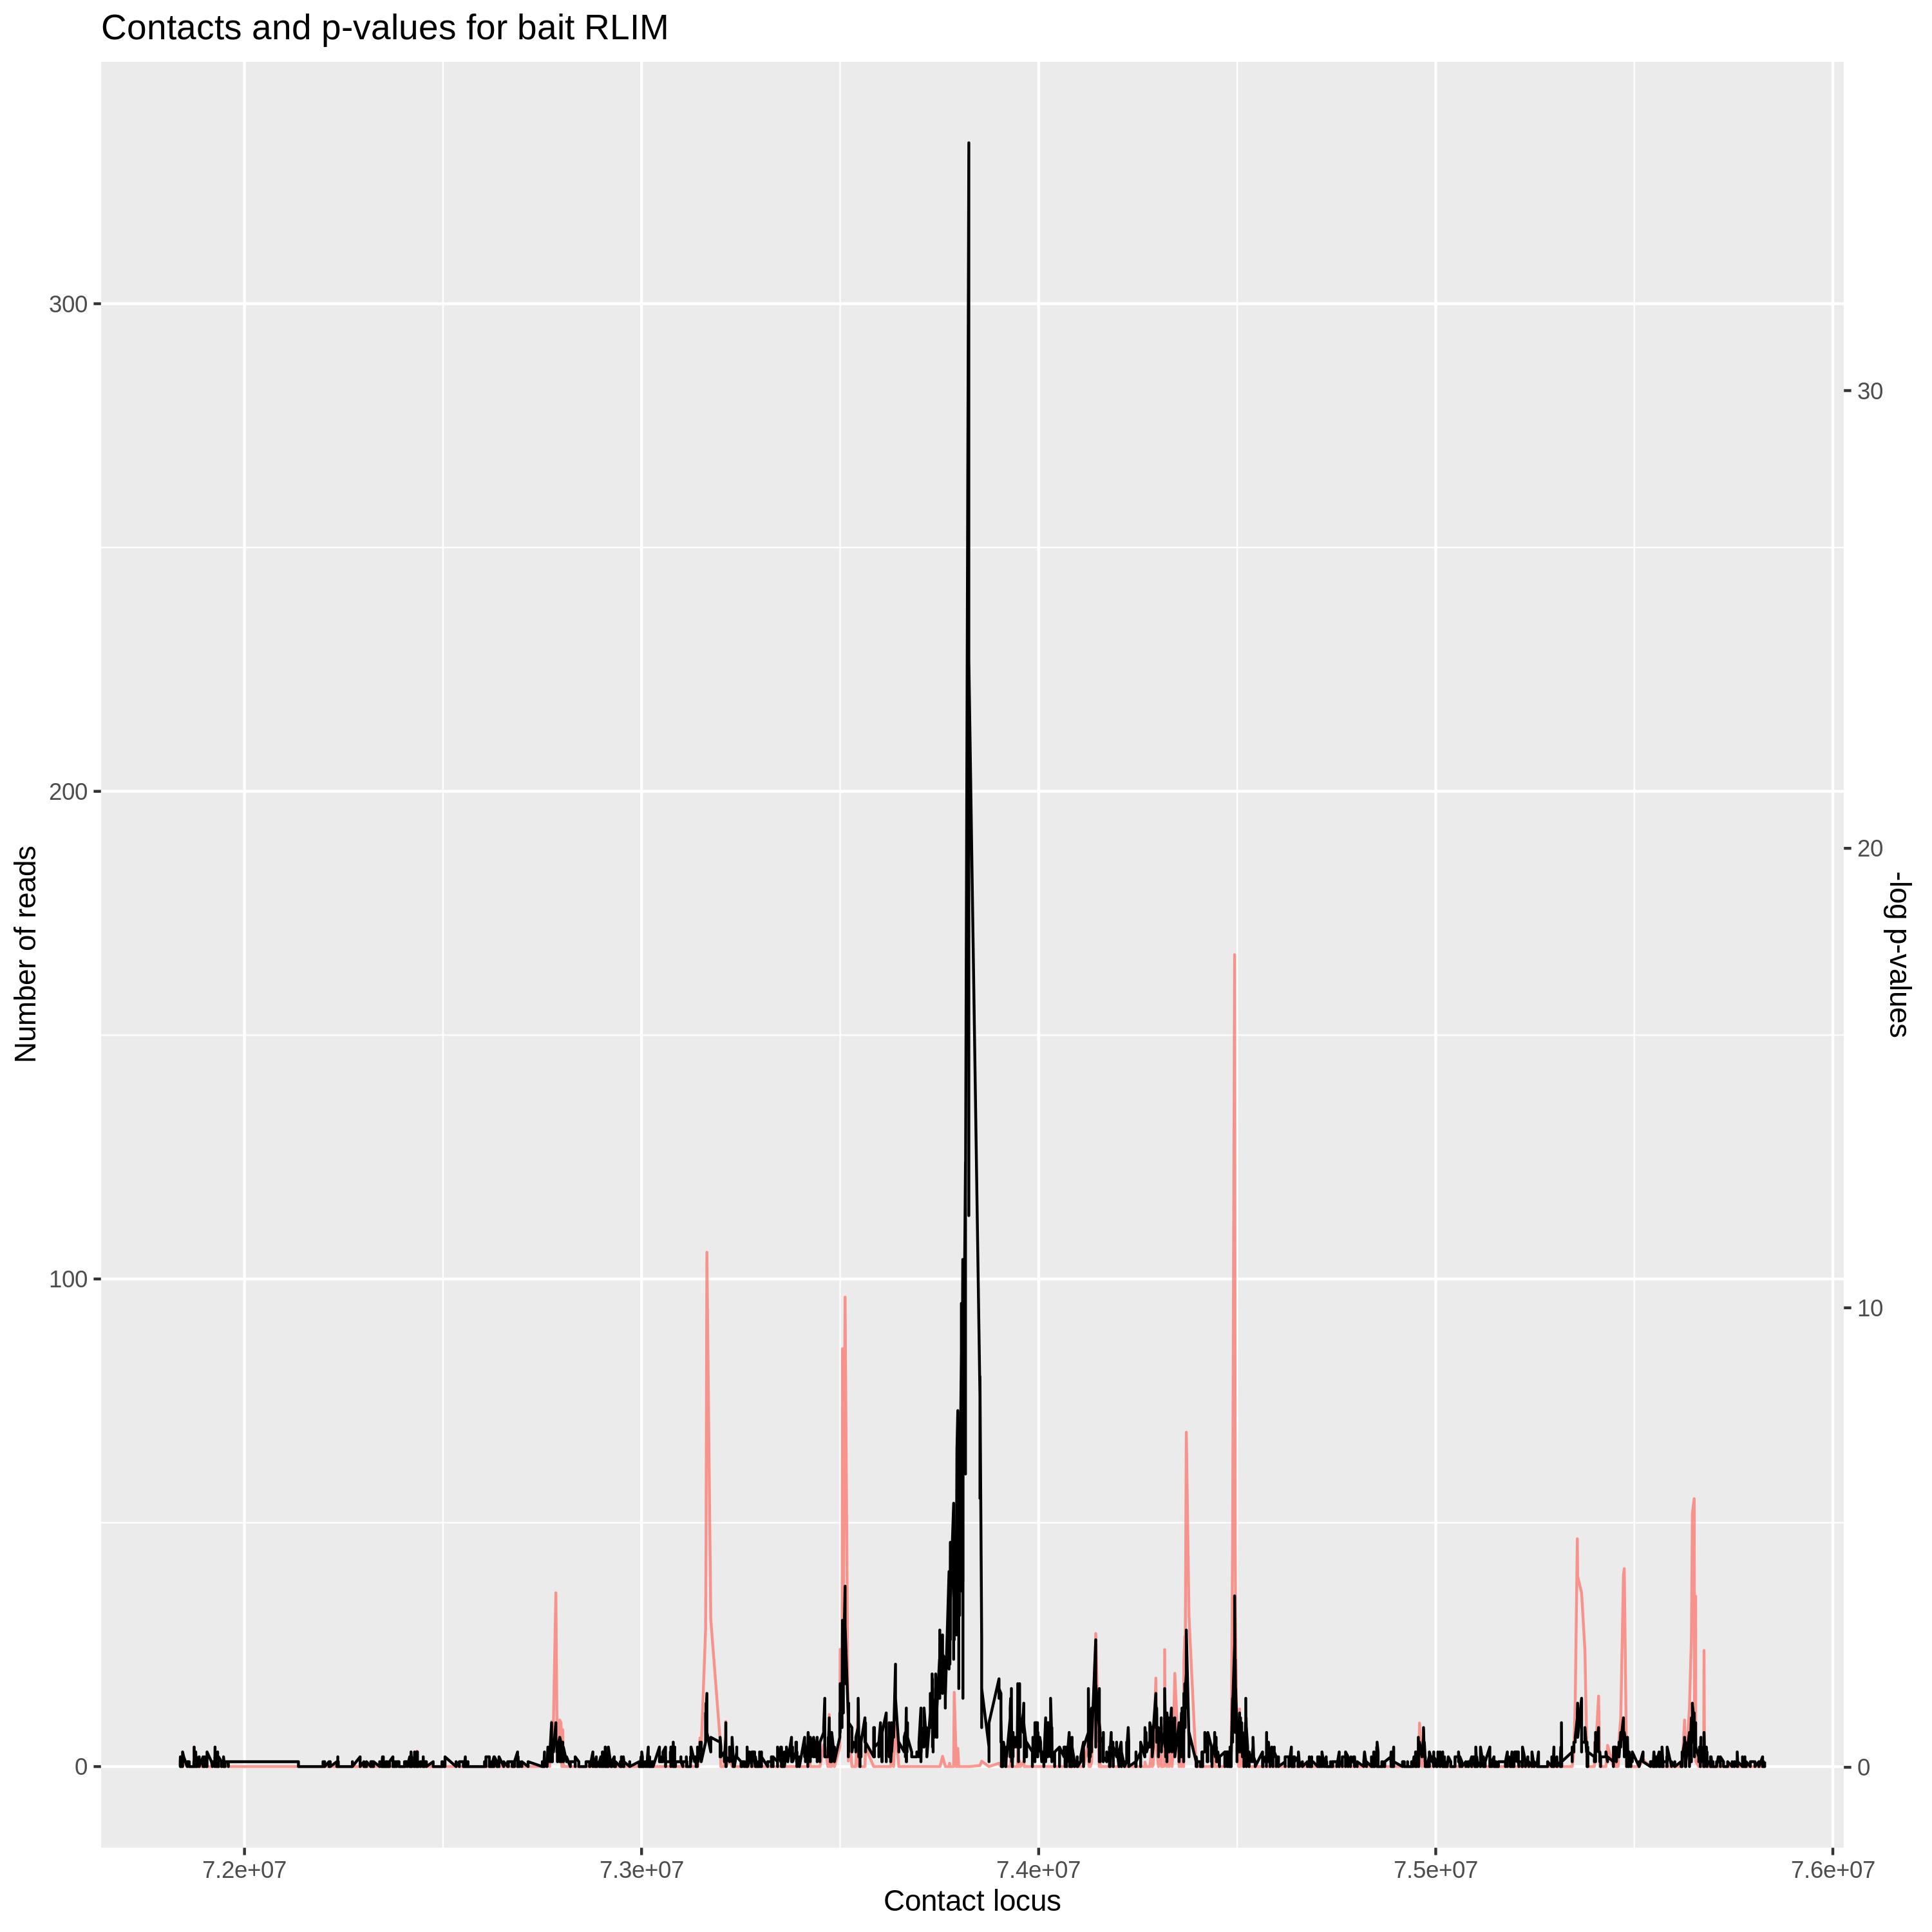 Contacts and p-values for bait RLIM
Number of reads
300
200
100
0
30
20
10
0
-log p-values
7.2e+07
7.3e+07
7.4e+07
7.5e+07
7.6e+07
Contact locus